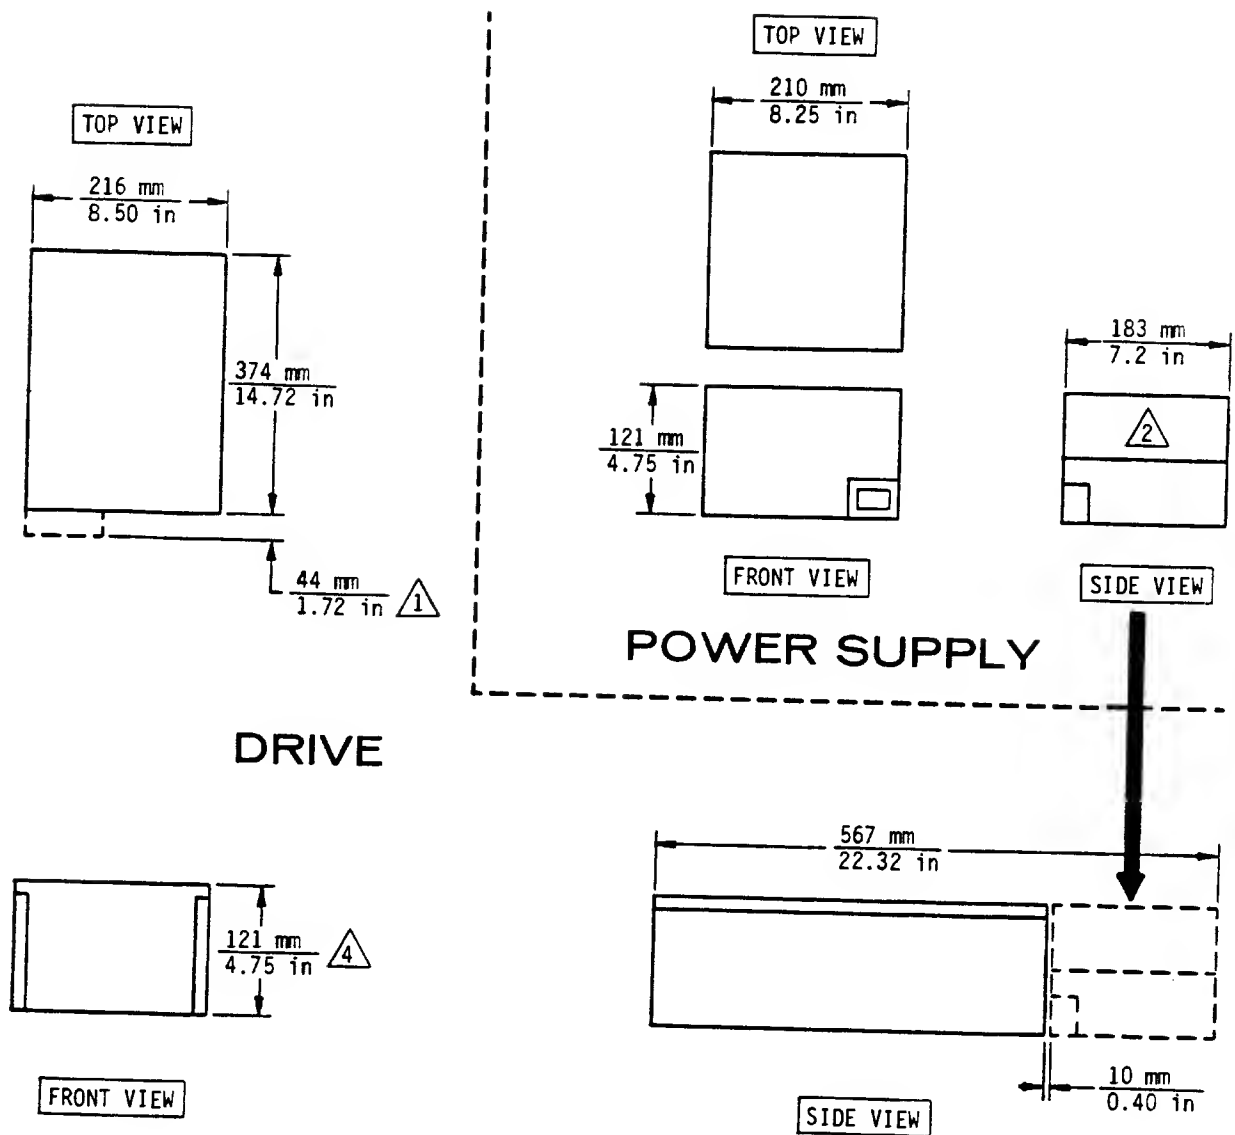 TOP VIEW
216 mm
8.50 in
374 mm
14.72 in
44 mm
1.72 in 1
TOP VIEW
210 mm
8.25 in
121 mm
4.75 in
FRONT VIEW
183 mm
7.2 in
2
SIDE VIEW
POWER SUPPLY
DRIVE
121 mm
4.75 in 4
FRONT VIEW
567 mm
22.32 in
10 mm
0.40 in
SIDE VIEW